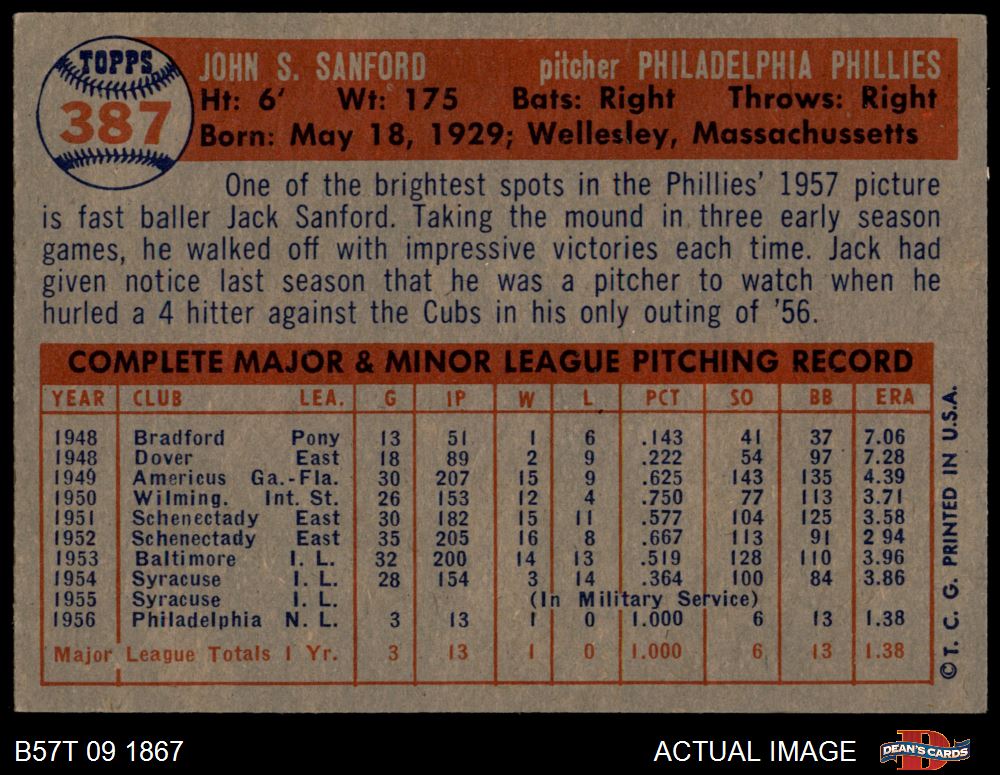 TOPPS
387
JOHN S. SANFORD pitcher PHILADELPHIA PHILLIES
Ht: 6' Wt: 175 Bats: Right Throws: Right
Born: May 18, 1929; Wellesley, Massachussetts
One of the brightest spots in the Phillies' 1957 picture
is fast baller Jack Sanford. Taking the mound in three early season
games, he walked off with impressive victories each time. Jack had
given notice last season that he was a pitcher to watch when he
hurled a 4 hitter against the Cubs in his only outing of '56.
COMPLETE MAJOR & MINOR LEAGUE PITCHING RECORD
YEAR CLUB LEA. G IP W L PCT SO BB ERA
1948 Bradford Pony 13 51 1 6 .143 41 37 7.06
1948 Dover East 18 89 2 9 .222 54 97 7.28
1949 Americus Ga.-Fla. 30 207 15 9 .625 143 135 4.39
1950 Wilming. Int. St. 26 153 12 4 .750 77 113 3.71
1951 Schenectady East 30 182 15 11 .577 104 125 3.58
1952 Schenectady East 35 205 16 8 .667 113 91 2 94
1953 Baltimore I. L. 32 200 14 13 .519 128 110 3.96
1954 Syracuse I. L. 28 154 3 14 .364 100 84 3.86
1955 Syracuse I. L. (In Military Service)
1956 Philadelphia N. L. 3 13 1 0 1.000 6 13 1.38
Major League Totals 1 Yr. 3 13 1 0 1.000 6 13 1.38
©T. C. G. PRINTED IN U.S.A.
B57T 09 1867 ACTUAL IMAGE DEAN'S CARDS